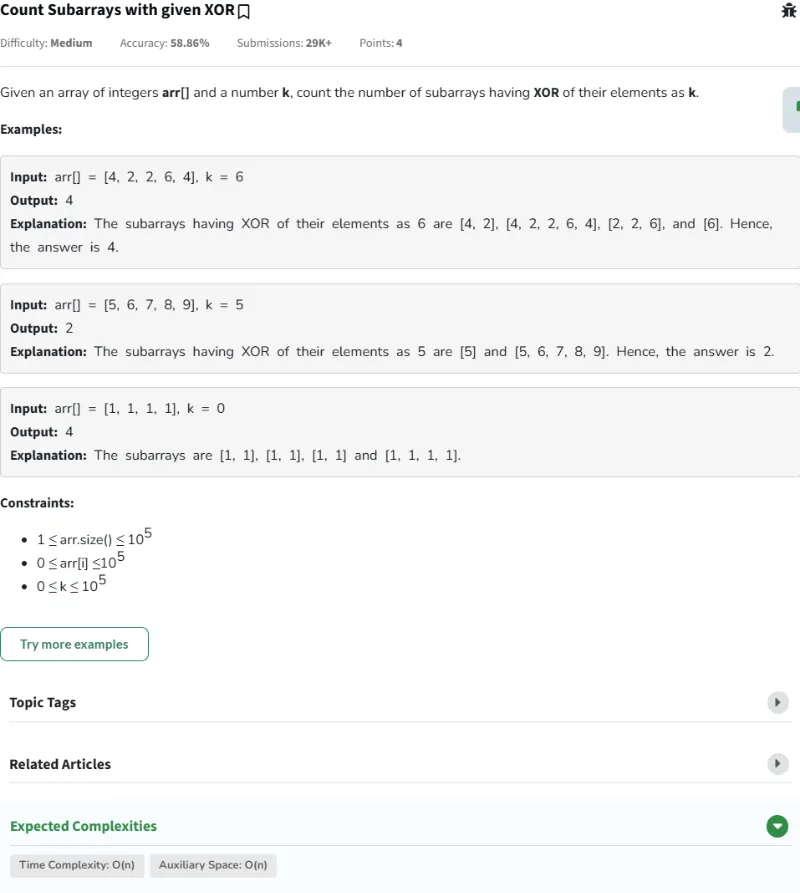 Count Subarrays with given XOR
Difficulty: Medium Accuracy: 58.86% Submissions: 29K+ Points: 4
Given an array of integers arr[] and a number k, count the number of subarrays having XOR of their elements as k.
Examples:
Input: arr[] = [4, 2, 2, 6, 4], k = 6
Output: 4
Explanation: The subarrays having XOR of their elements as 6 are [4, 2], [4, 2, 2, 6, 4], [2, 2, 6], and [6]. Hence,
the answer is 4.
Input: arr[] = [5, 6, 7, 8, 9], k = 5
Output: 2
Explanation: The subarrays having XOR of their elements as 5 are [5] and [5, 6, 7, 8, 9]. Hence, the answer is 2.
Input: arr[] = [1, 1, 1, 1], k = 0
Output: 4
Explanation: The subarrays are [1, 1], [1, 1], [1, 1] and [1, 1, 1, 1].
Constraints:
• 1 ≤ arr.size() ≤ 10^5
• 0 ≤ arr[i] ≤10^5
• 0 ≤ k ≤ 10^5
Try more examples
Topic Tags
Related Articles
Expected Complexities
Time Complexity: O(n) Auxiliary Space: O(n)